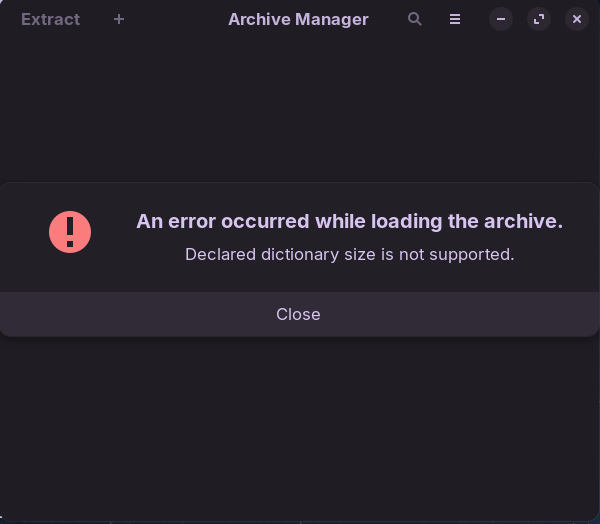 Extract + Archive Manager
An error occurred while loading the archive.
Declared dictionary size is not supported.
Close